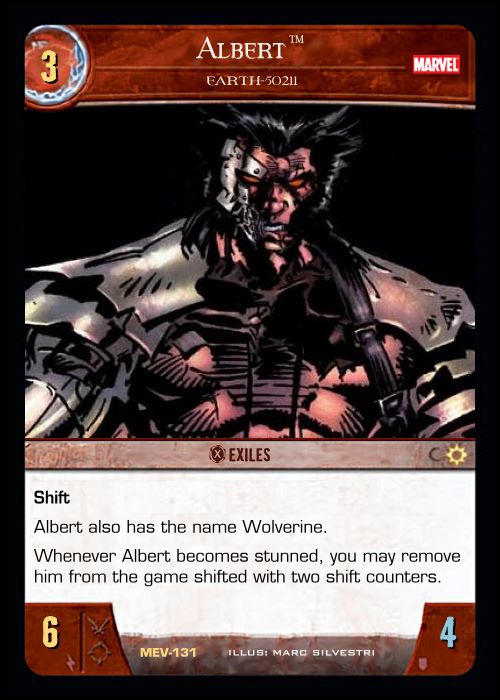 3
Albert™
MARVEL
EARTH-50211
EXILES
C
Shift
Albert also has the name Wolverine.
Whenever Albert becomes stunned, you may remove
him from the game shifted with two shift counters.
6
MEV-131
ILLUS: MARC SILVESTRI
4